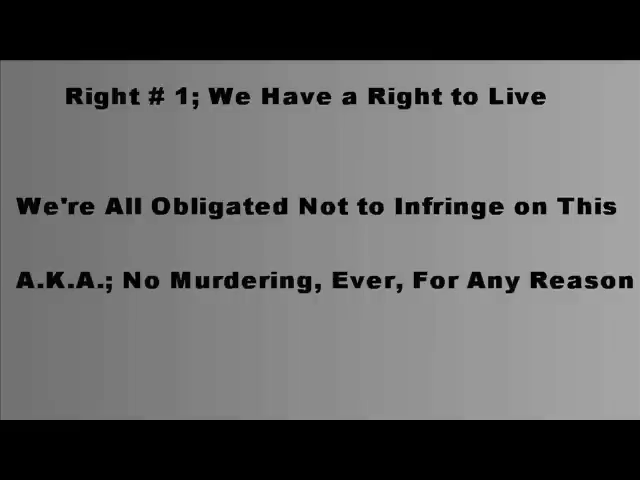 Right # 1; We Have a Right to Live
We're All Obligated Not to Infringe on This
A.K.A.; No Murdering, Ever, For Any Reason